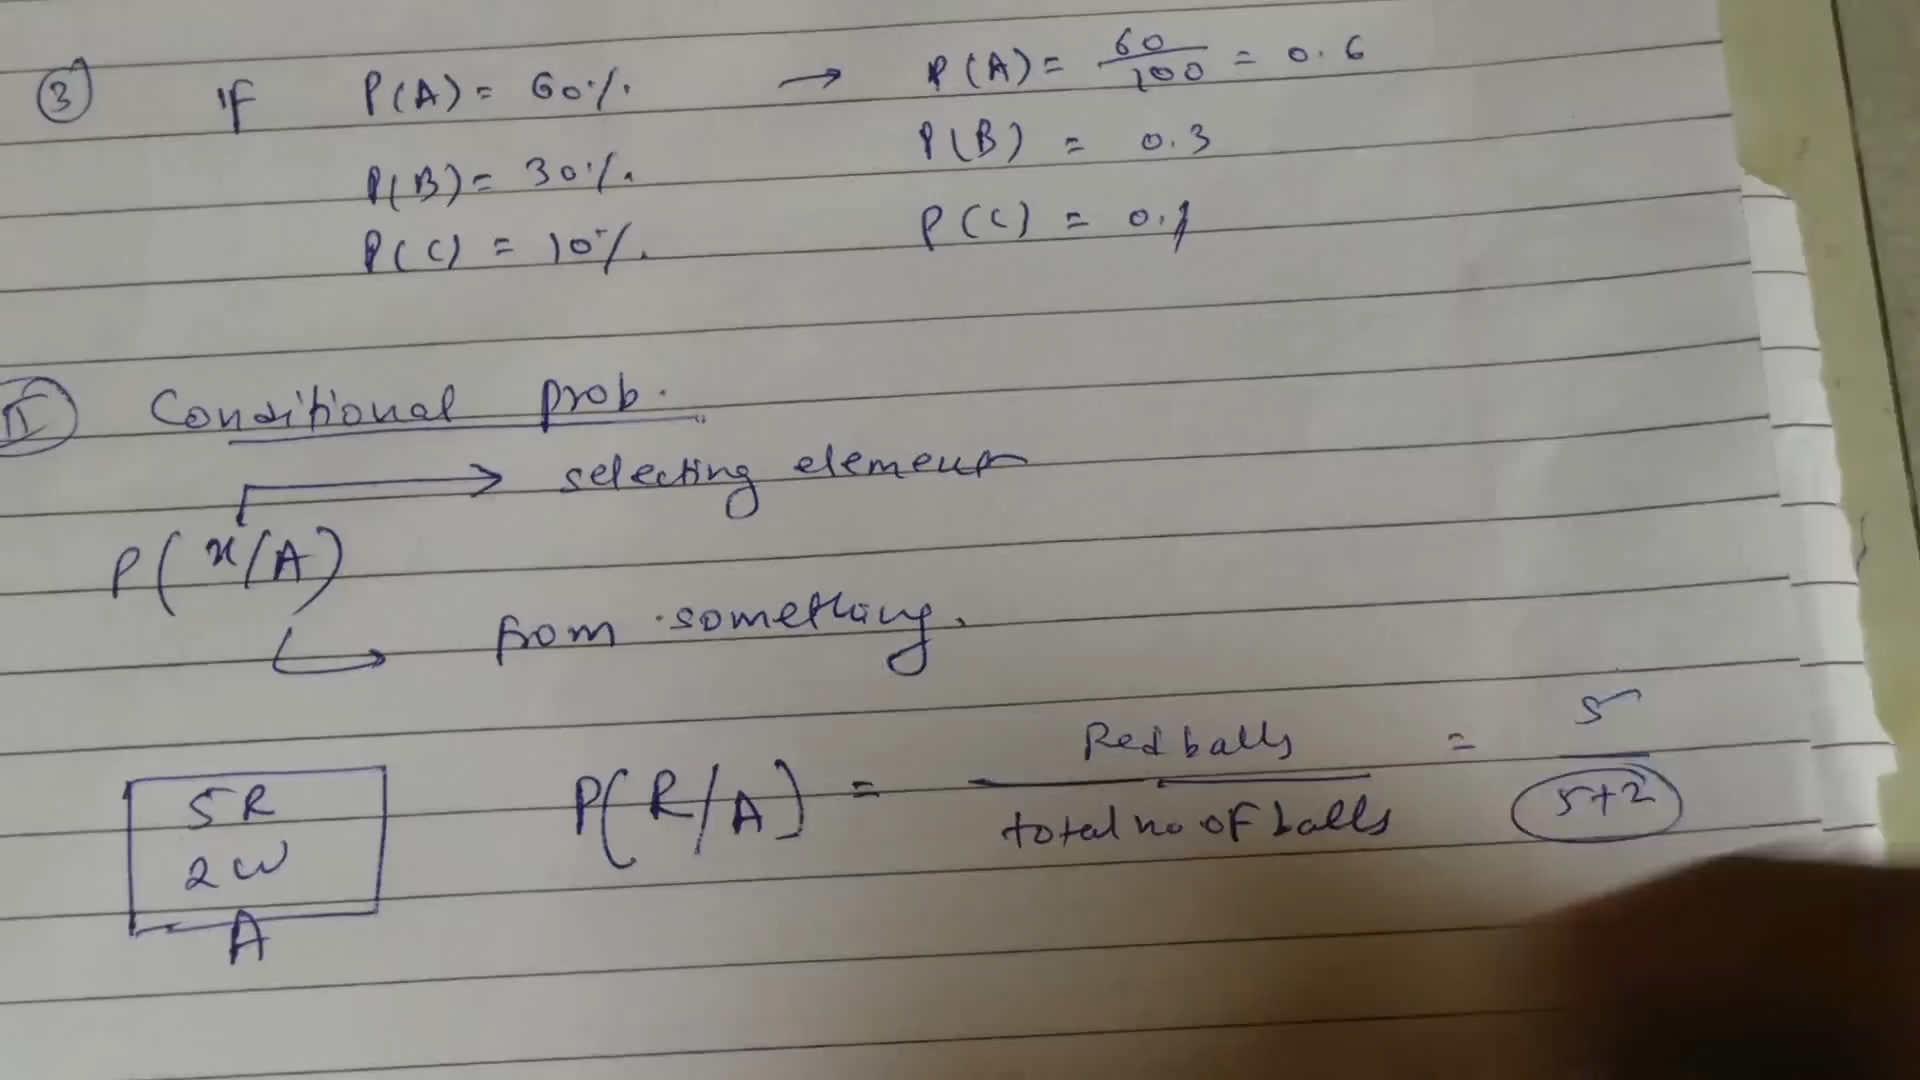 ③ If P(A) = 60% → P(A) = 60/100 = 0.6
P(B) = 30% P(B) = 0.3
P(C) = 10% P(C) = 0.1
II Conditional prob.
→ selecting element
P(x/A)
→ from something.
5R
2W
A
P(R/A) = Red balls / total no of balls = 5 / 5+2